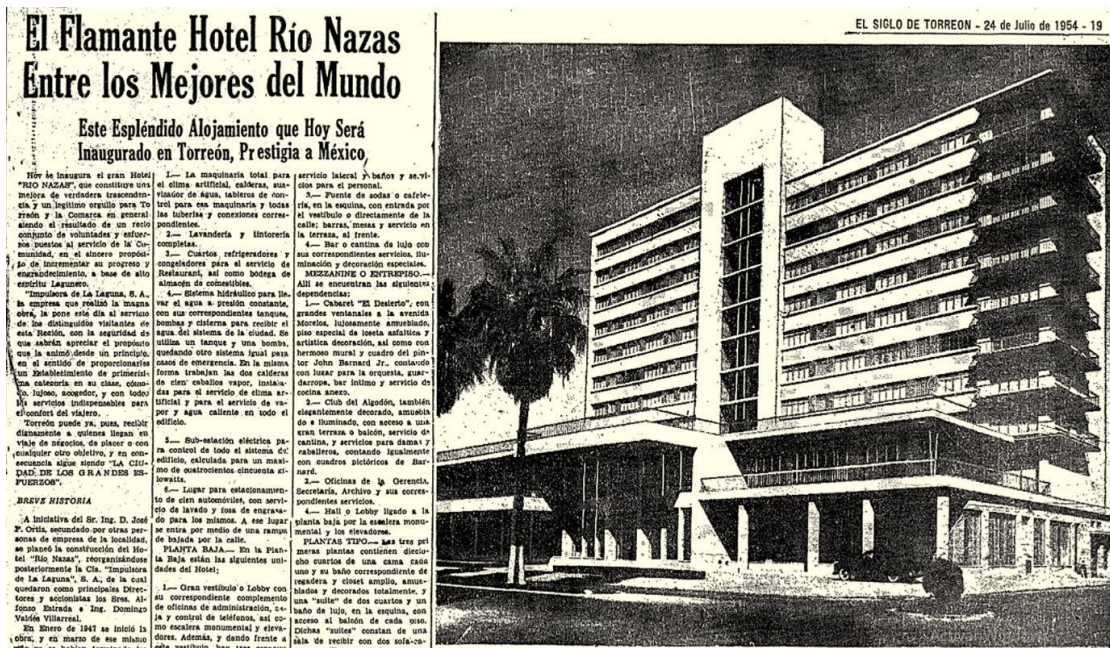 El Flamante Hotel Río Nazas
Entre los Mejores del Mundo
Este Espléndido Alojamiento que Hoy Será
Inaugurado en Torreón, Prestigia a México
Hoy se inaugura el gran Hotel
"RIO NAZAS", que constituye una
mejora de verdadera trascenden-
cia y un legítimo orgullo para To
rreón y la Comarca en general
siendo el resultado de un recio
conjunto de voluntades y esfuer-
zos puestos al servicio de la Co-
munidad, en el sincero propósi-
to de incrementar su progreso y
engrandecimiento, a base de alto
espíritu Lagunero.
"Impulsora de La Laguna, S. A.,
la empresa que realizó la magna
obra, la pone este día al servicio
de los distinguidos visitantes de
esta Región, con la seguridad de
que sabrán apreciar el propósito
que la animó desde un principio,
en el sentido de proporcionarles
un Establecimiento de primerísi-
ma categoría en su clase, cómo-
do, lujoso, acogedor, y con todos
los servicios indispensables para
el confort del viajero.
Torreón puede ya, pues, recibir
dignamente a quienes llegan en
viaje de negocios, de placer o con
cualquier otro objetivo, y en con-
secuencia sigue siendo "LA CIU-
DAD DE LOS GRANDES ES-
FUERZOS".
BREVE HISTORIA
A iniciativa del Sr. Ing. D. José
F. Ortiz, secundado por otras per-
sonas de empresa de la localidad,
se planeó la construcción del Ho-
tel "Río Nazas", reorganizándose
posteriormente la Cía. "Impulsora
de La Laguna", S. A., de la cual
quedaron como principales Direc-
tores y accionistas los Sres. Al-
fonso Estrada e Ing. Domingo
Valdés Villarreal.
En Enero de 1947 se inició la
obra, y en marzo de ese mismo
1.— La maquinaria total para
el clima artificial, calderas, sua-
vizador de agua, tableros de con-
trol para esa maquinaria y todas
las tuberías y conexiones corres-
pondientes.
2.— Lavandería y tintorería
completas.
3.— Cuartos refrigeradores y
congeladores para el servicio de
Restaurant, así como bodega de
almacén de comestibles.
4.— Sistema hidráulico para lle-
var el agua a presión constante,
con sus correspondientes tanques,
bombas y cisterna para recibir el
agua del sistema de la ciudad. Se
utiliza un tanque y una bomba,
quedando otro sistema igual para
casos de emergencia. En la misma
forma trabajan las dos calderas
de cien caballos vapor, instala-
das para el servicio de clima ar-
tificial y para el servicio de va-
por y agua caliente en todo el
edificio.
5.— Sub-estación eléctrica pa-
ra control de todo el sistema del
edificio, calculada para un maxi-
mo de cuatrocientos cincuenta ki-
lowatts.
6.— Lugar para estacionamien-
to de cien automóviles, con servi-
cio de lavado y fosa de engrasa-
do para los mismos. A ese lugar
se entra por medio de una rampa
de bajada por la calle.
PLANTA BAJA.— En la Plan-
ta Baja están las siguientes uni-
dades del Hotel;
1.— Gran vestíbulo o Lobby con
su correspondiente complemento
de oficinas de administración, ca-
ja y control de teléfonos, así co-
mo escalera monumental y eleva-
dores. Además, y dando frente a
este vestíbulo, hay tres
servicio lateral y baños y servi-
cios para el personal.
3.— Fuente de sodas o cafete-
ría, en la esquina, con entrada por
el vestíbulo o directamente de la
calle; barras, mesas y servicio en
la terraza, al frente.
4.— Bar o cantina de lujo con
sus correspondientes servicios, ilu-
minación y decoración especiales.
MEZZANINE O ENTREPISO.—
Allí se encuentran las siguientes
dependencias:
1.— Cabaret "El Desierto", con
grandes ventanales a la avenida
Morelos, lujosamente amueblado,
piso especial de loseta asfáltica y
artística decoración, así como con
hermoso mural y cuadro del pin-
tor John Barnard Jr., contando
con lugar para la orquesta, guar-
darropa, bar íntimo y servicio de
cocina anexo.
2.— Club del Algodón, también
elegantemente decorado, amuebla
do e iluminado, con acceso a una
gran terraza o balcón, servicio de
cantina, y servicios para damas y
caballeros, contando igualmente
con cuadros pictóricos de Bar-
nard.
3.— Oficinas de la Gerencia,
Secretaría, Archivo y sus corres-
pondientes servicios.
4.— Hall o Lobby ligado a la
planta baja por la escalera monu-
mental y los elevadores.
PLANTAS TIPO.— Las tres pri
meras plantas contienen diecio-
cho cuartos de una cama cada
uno y su baño correspondiente de
regadera y closet amplio, amue-
blados y decorados totalmente, y
una "suite" de dos cuartos y un
baño de lujo, en la esquina, con
acceso al balcón de cada piso.
Dichas "suites" constan de una
sala de recibir con dos sofa-ca-
EL SIGLO DE TORREON - 24 de Julio de 1954 - 19